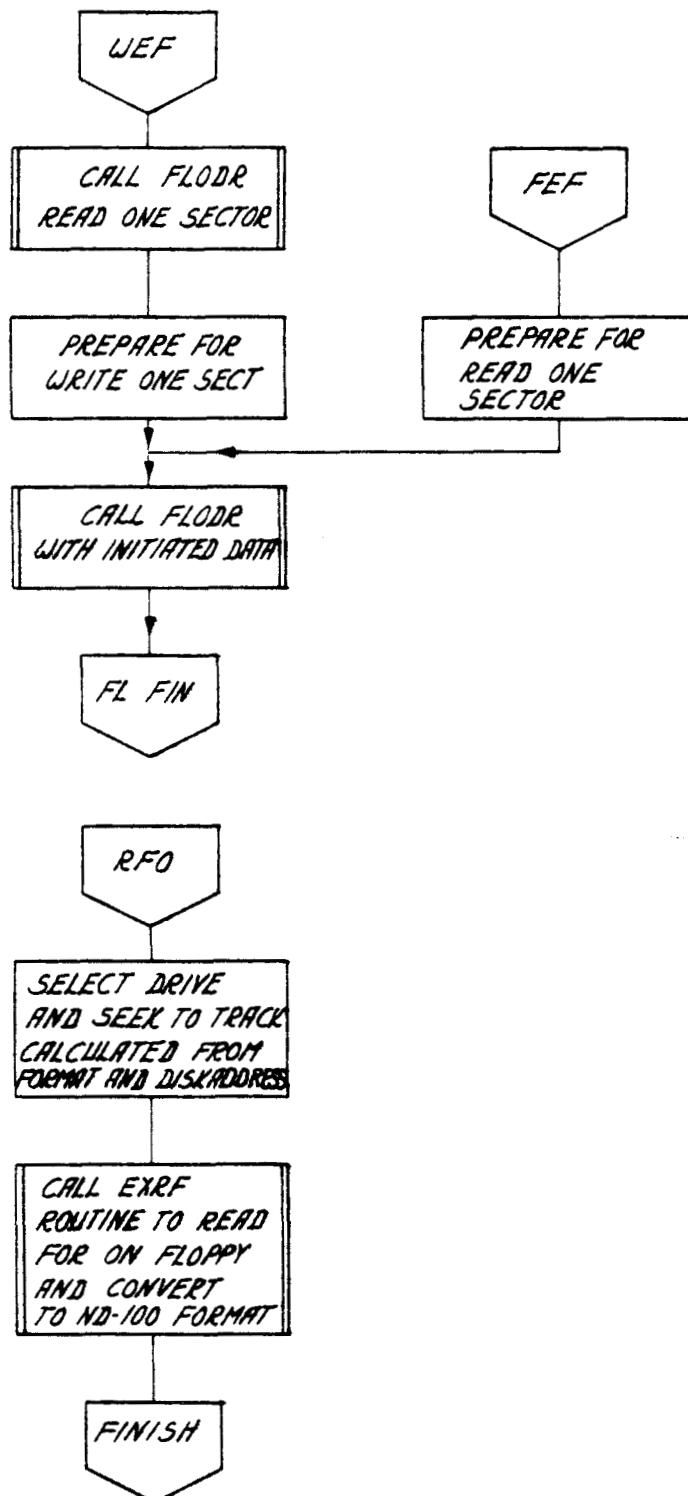 WEF
CALL FLODR
READ ONE SECTOR
FEF
PREPARE FOR
WRITE ONE SECT
PREPARE FOR
READ ONE
SECTOR
CALL FLODR
WITH INITIATED DATA
FL FIN
RFO
SELECT DRIVE
AND SEEK TO TRACK
CALCULATED FROM
FORMAT AND DISKADDRESS
CALL EXRF
ROUTINE TO READ
FOR ON FLOPPY
AND CONVERT
TO ND-100 FORMAT
FINISH